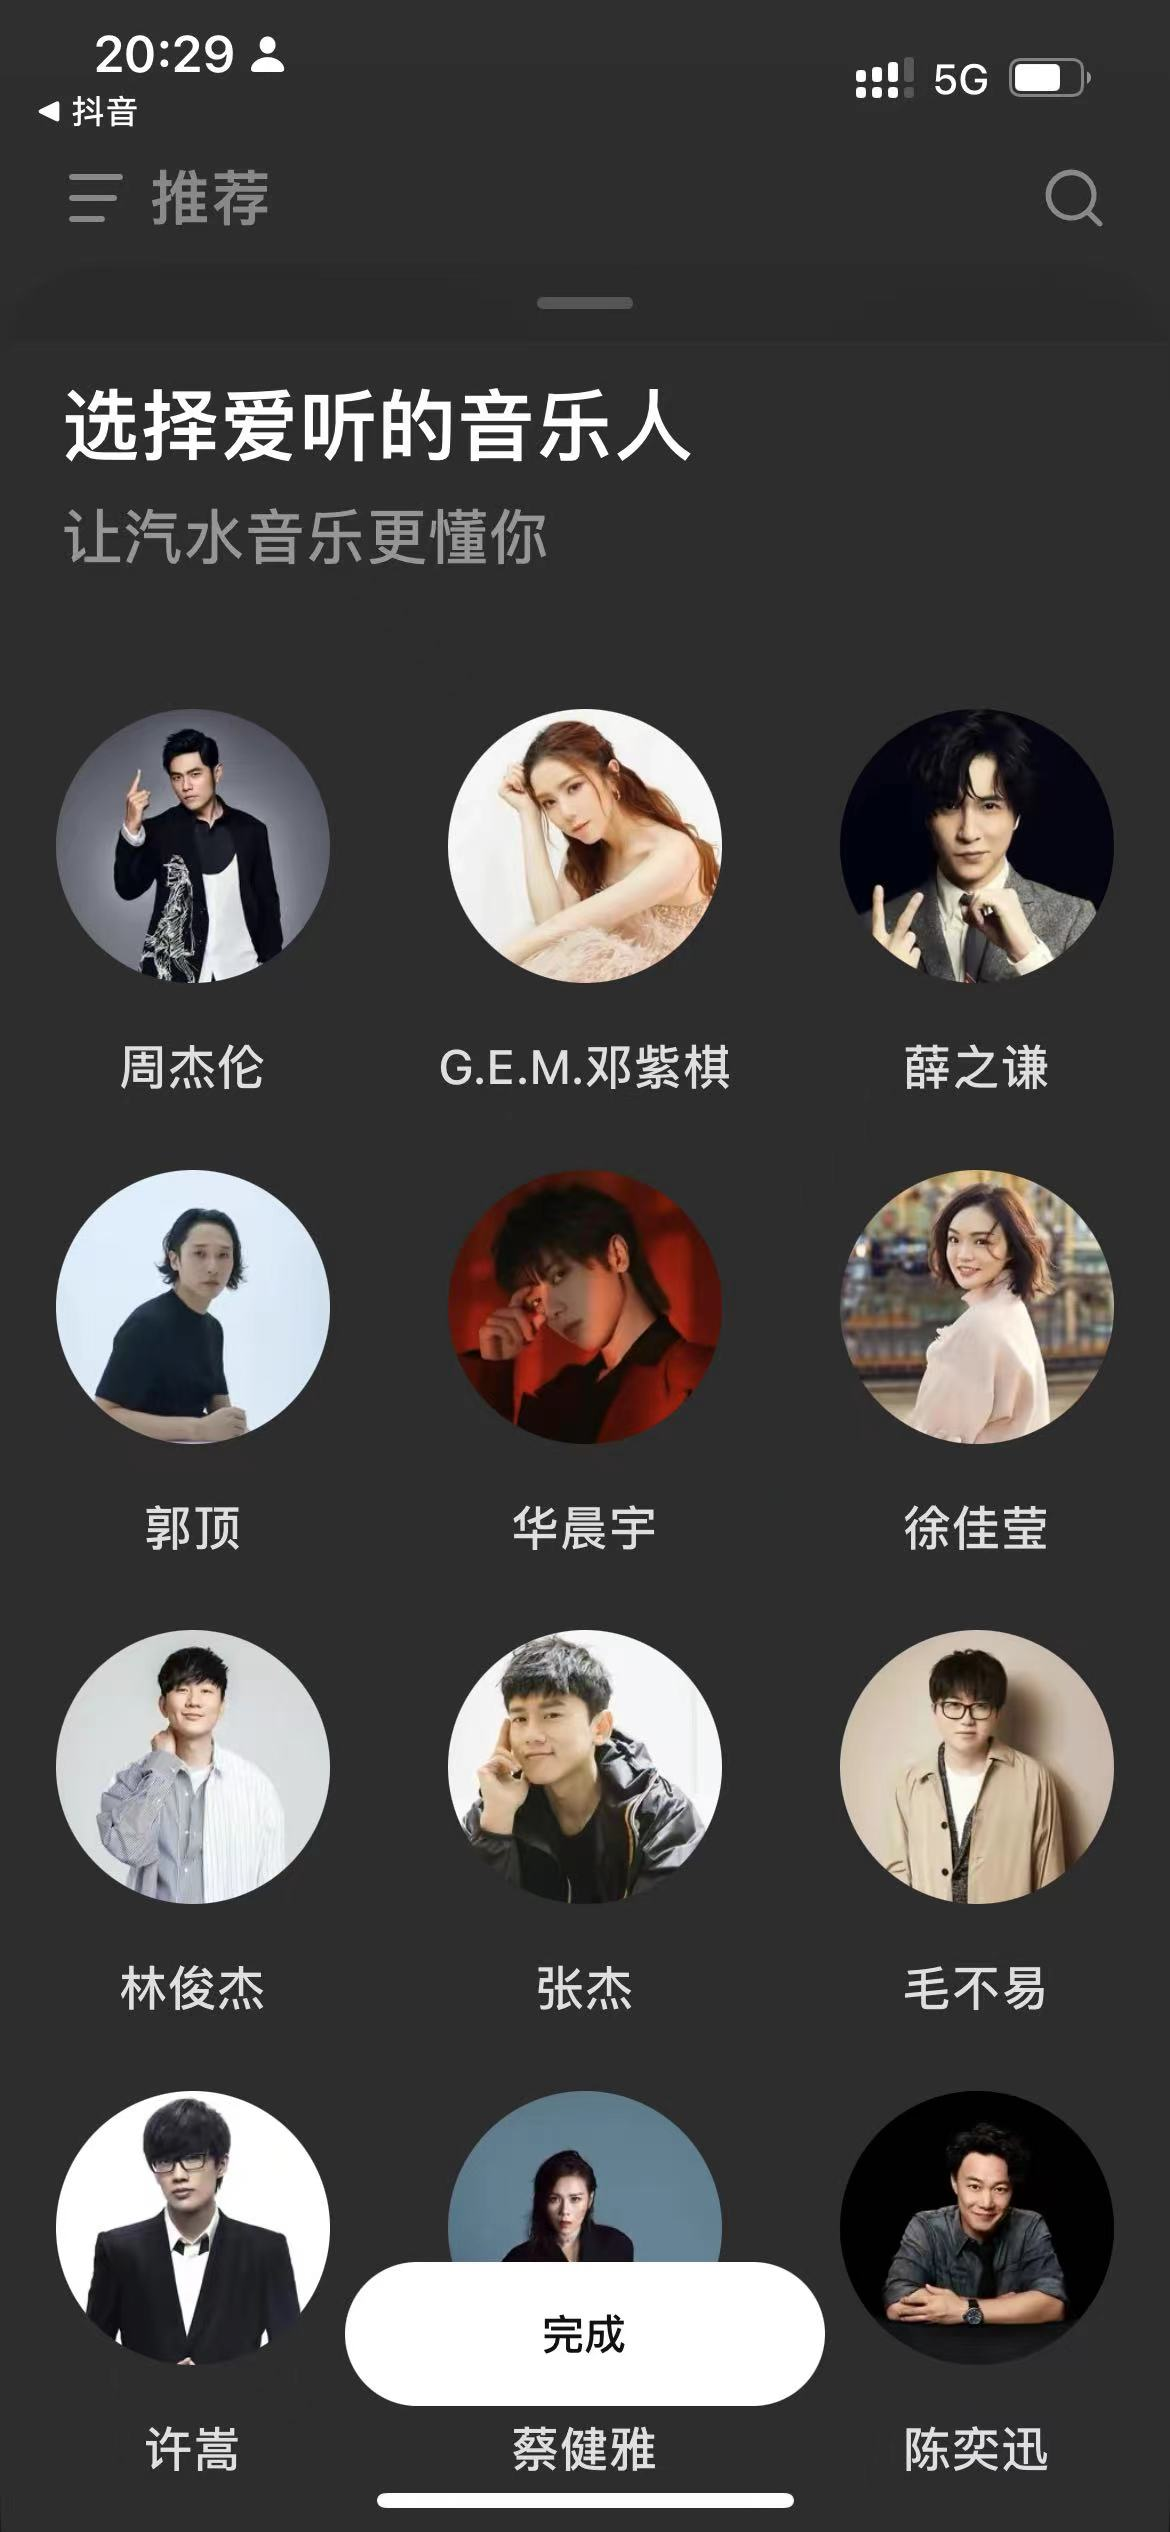 20:29
5G
抖音
推荐
选择爱听的音乐人
让汽水音乐更懂你
周杰伦
G.E.M.邓紫棋
薛之谦
郭顶
华晨宇
徐佳莹
林俊杰
张杰
毛不易
完成
许嵩
蔡健雅
陈奕迅